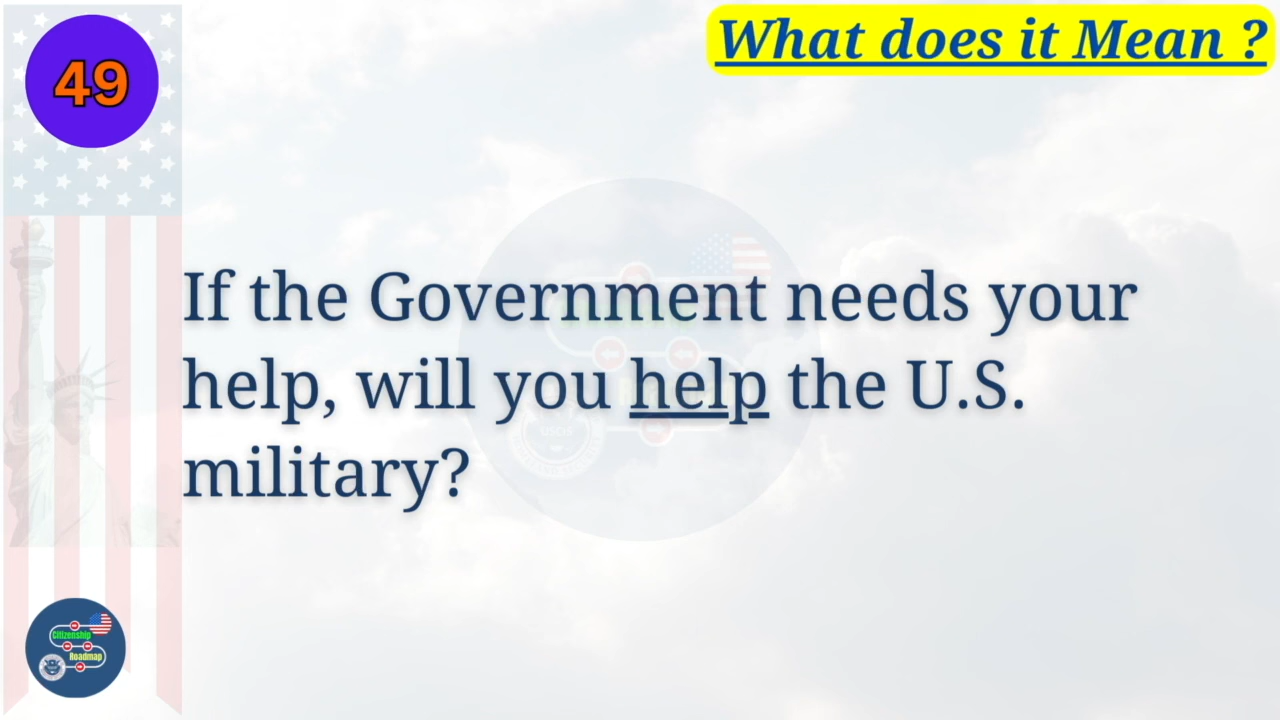 49
What does it Mean ?
If the Government needs your
help, will you help the U.S.
military?
Citizenship
Roadmap